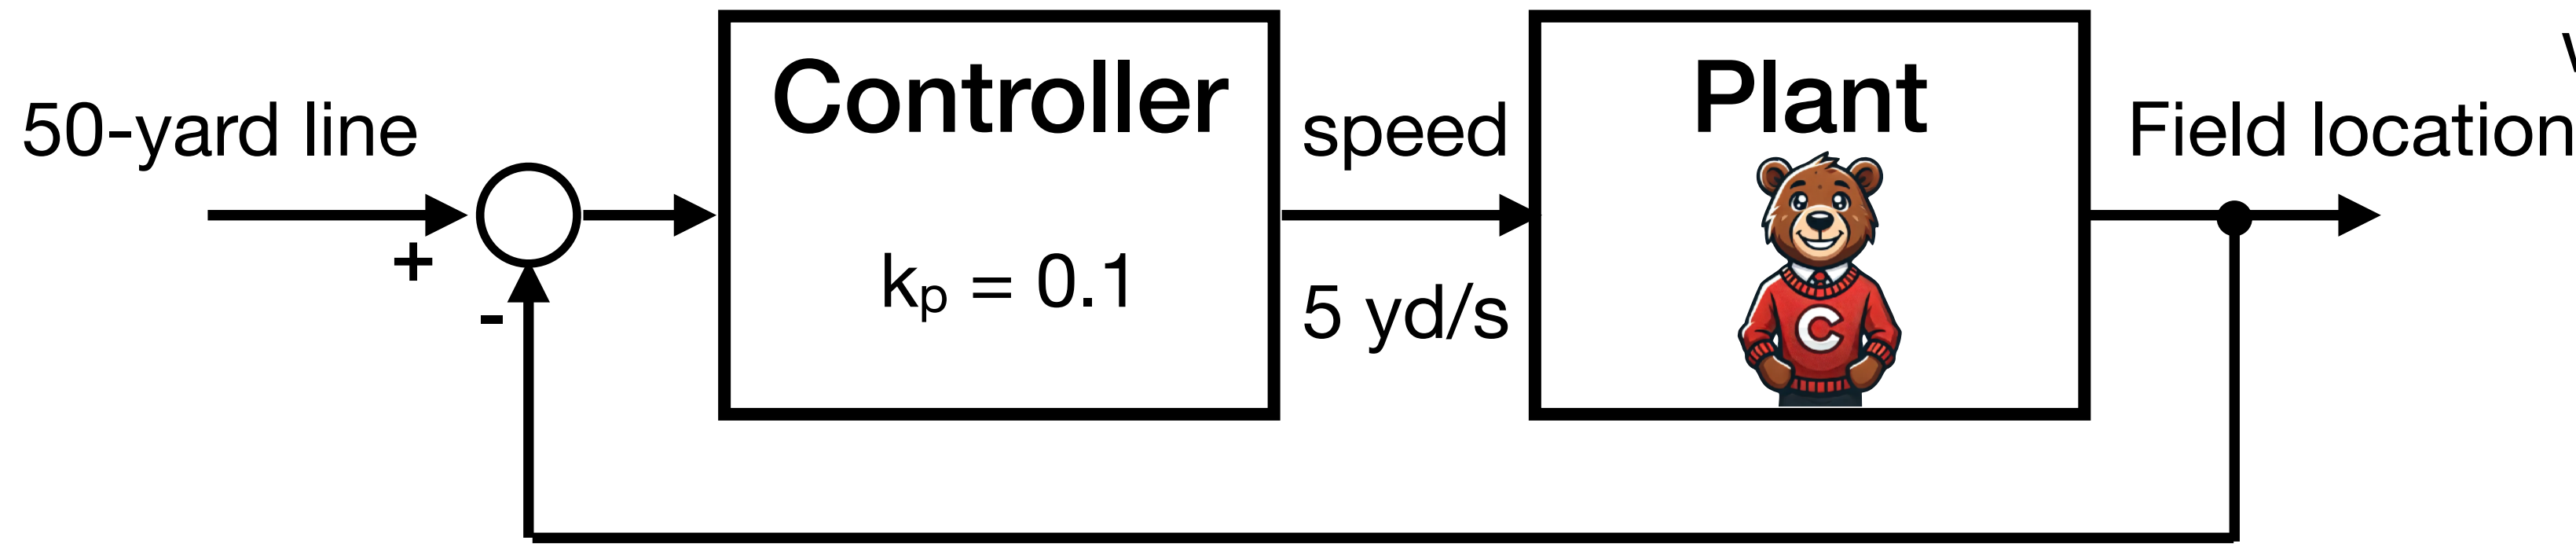 50-yard line
+
-
Controller
kₚ = 0.1
speed
5 yd/s
Plant
C
Field location